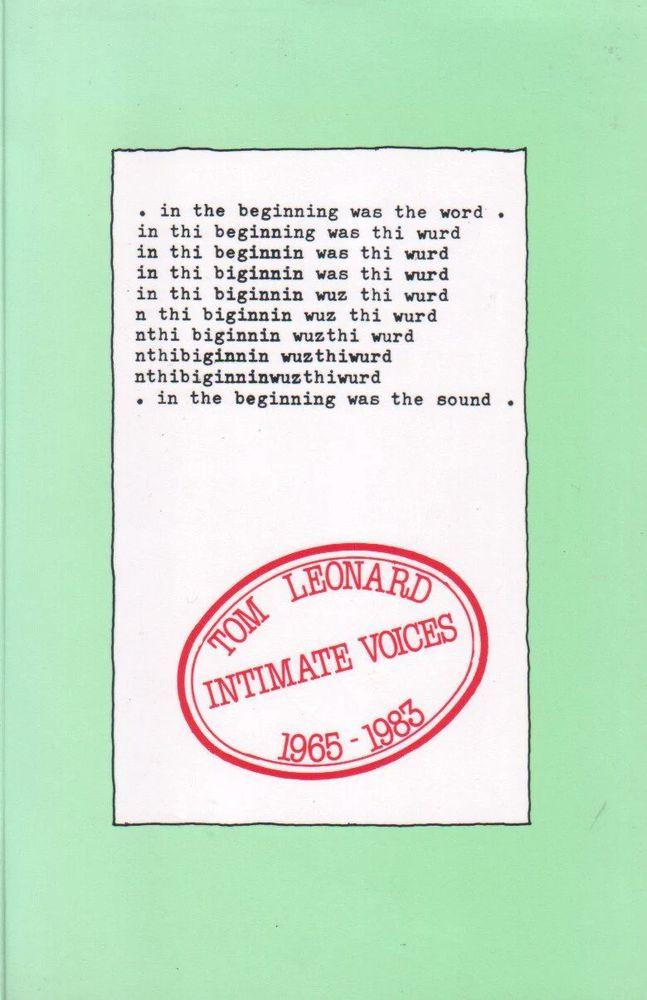 . in the beginning was the word .
in thi beginning was thi wurd
in thi beginnin was thi wurd
in thi biginnin was thi wurd
in thi biginnin wuz thi wurd
n thi biginnin wuz thi wurd
nthi biginnin wuzthi wurd
nthibiginnin wuzthiwurd
nthibiginninwuzthiwurd
. in the beginning was the sound .
TOM LEONARD
INTIMATE VOICES
1965 - 1983